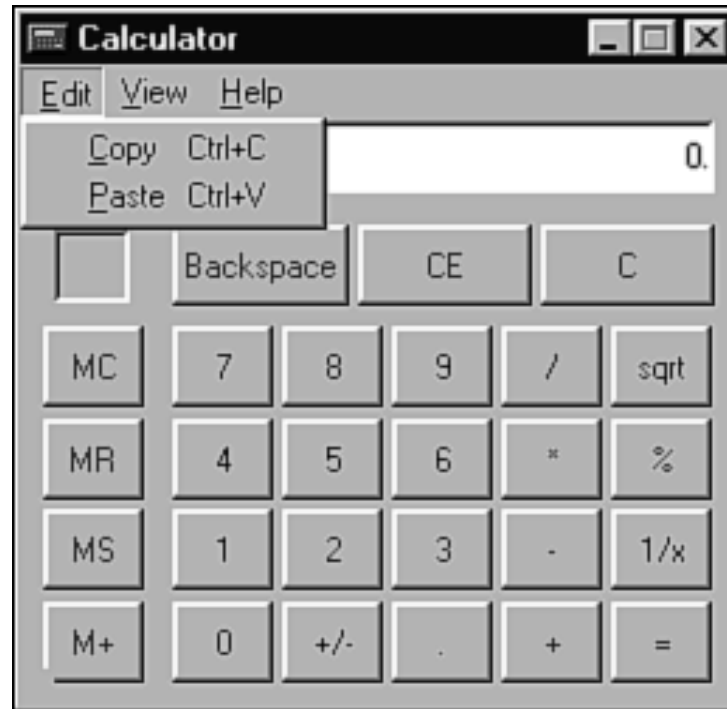 Calculator
Edit View Help
Copy Ctrl+C
0.
Paste Ctrl+V
Backspace CE C
MC 7 8 9 / sqrt
MR 4 5 6 * %
MS 1 2 3 - 1/x
M+ 0 +/- . + =